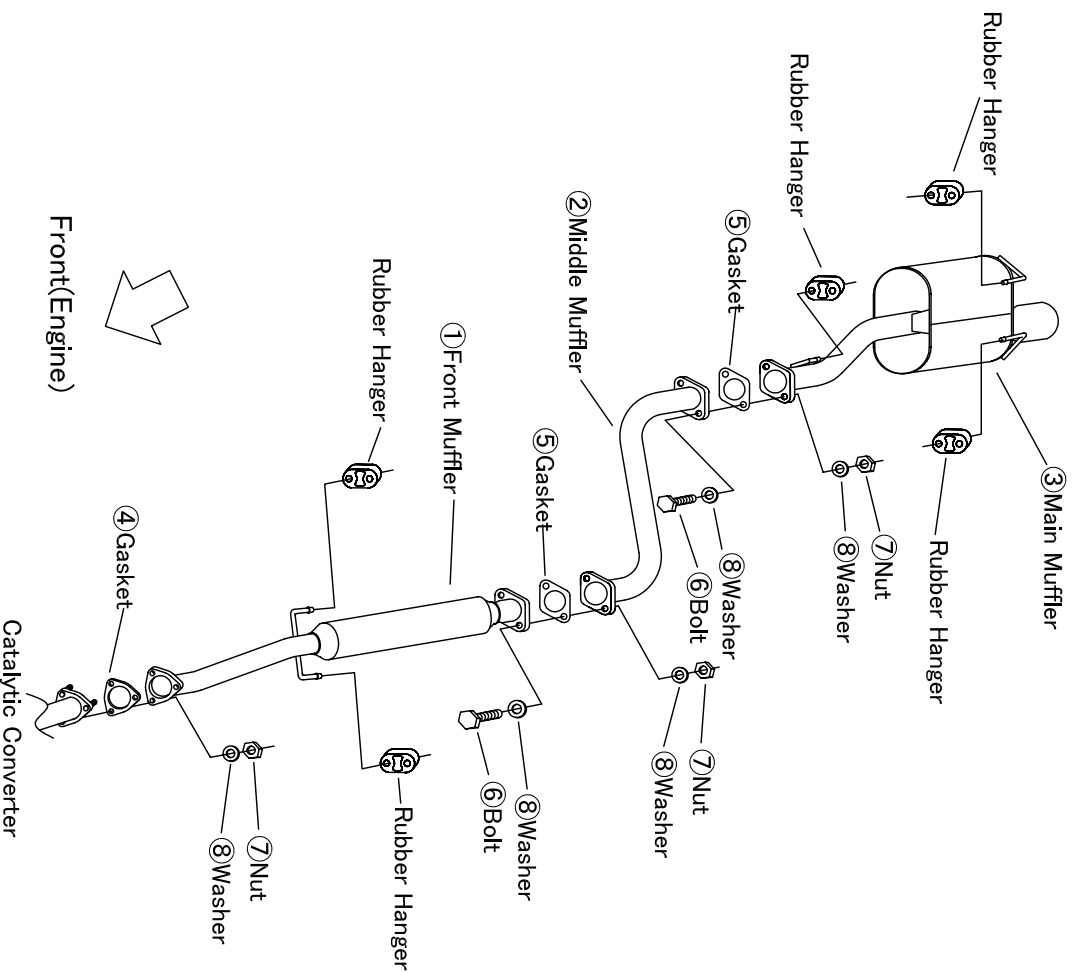 Rubber Hanger
Rubber Hanger
⑤Gasket
②Middle Muffler
①Front Muffler
Rubber Hanger
Front(Engine)
③Main Muffler
Rubber Hanger
⑦Nut
⑧Washer
⑧Washer
⑥Bolt
⑤Gasket
④Gasket
⑦Nut
⑧Washer
⑧Washer
⑥Bolt
Rubber Hanger
⑦Nut
⑧Washer
Catalytic Converter